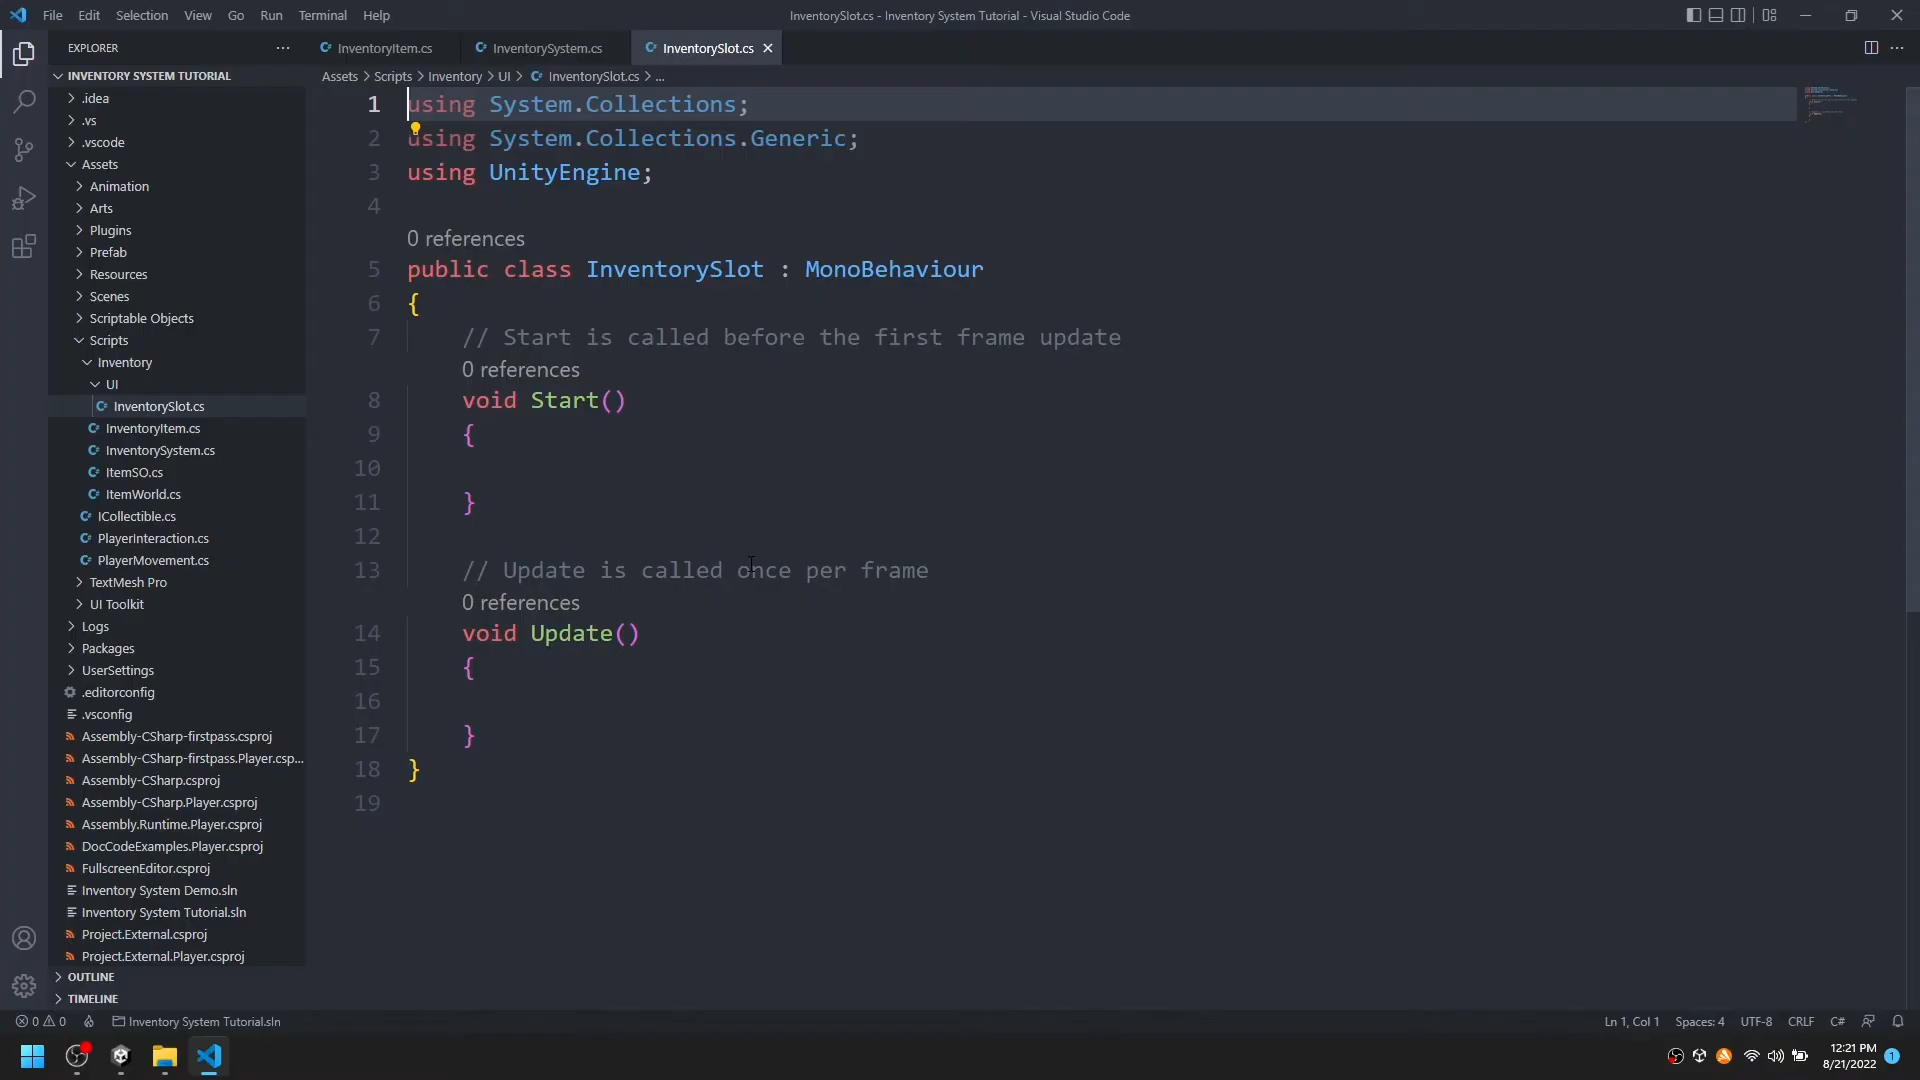 File Edit Selection View Go Run Terminal Help
InventorySlot.cs - Inventory System Tutorial - Visual Studio Code
EXPLORER
INVENTORY SYSTEM TUTORIAL
.idea
.vs
.vscode
Assets
Animation
Arts
Plugins
Prefab
Resources
Scenes
Scriptable Objects
Scripts
Inventory
UI
InventorySlot.cs
InventoryItem.cs
InventorySystem.cs
ItemSO.cs
ItemWorld.cs
ICollectible.cs
PlayerInteraction.cs
PlayerMovement.cs
TextMesh Pro
UI Toolkit
Logs
Packages
UserSettings
.editorconfig
.vsconfig
Assembly-CSharp-firstpass.csproj
Assembly-CSharp-firstpass.Player.csp...
Assembly-CSharp.csproj
Assembly-CSharp.Player.csproj
Assembly.Runtime.Player.csproj
DocCodeExamples.Player.csproj
FullscreenEditor.csproj
Inventory System Demo.sln
Inventory System Tutorial.sln
Project.External.csproj
Project.External.Player.csproj
OUTLINE
TIMELINE
InventoryItem.cs InventorySystem.cs InventorySlot.cs
Assets > Scripts > Inventory > UI > InventorySlot.cs > ...
1 using System.Collections;
2 using System.Collections.Generic;
3 using UnityEngine;
4
0 references
5 public class InventorySlot : MonoBehaviour
6 {
7 // Start is called before the first frame update
0 references
8 void Start()
9 {
10
11 }
12
13 // Update is called once per frame
0 references
14 void Update()
15 {
16
17 }
18 }
19
0 0 Inventory System Tutorial.sln
Ln 1, Col 1 Spaces: 4 UTF-8 CRLF C#
12:21 PM
8/21/2022
1